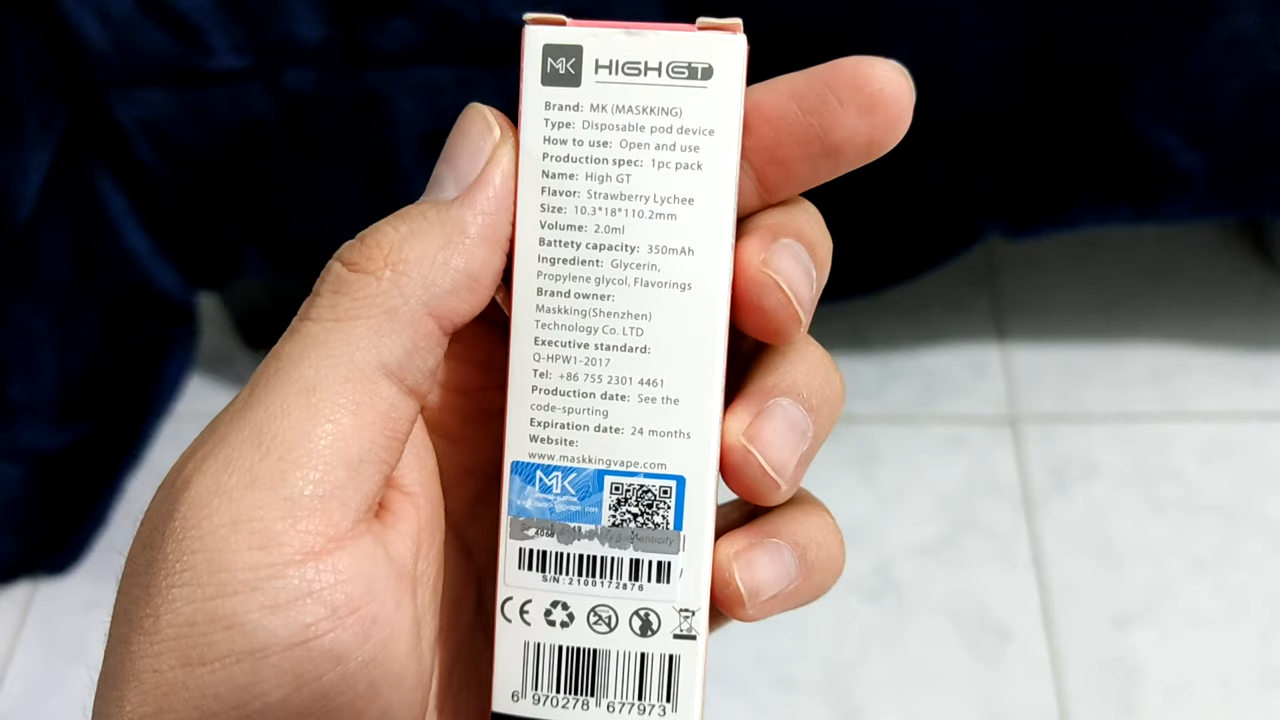 MK HIGH GT
Brand: MK (MASKKING)
Type: Disposable pod device
How to use: Open and use
Production spec: 1pc pack
Name: High GT
Flavor: Strawberry Lychee
Size: 10.3*18*110.2mm
Volume: 2.0ml
Battety capacity: 350mAh
Ingredient: Glycerin,
Propylene glycol, Flavorings
Brand owner:
Maskking(Shenzhen)
Technology Co. LTD
Executive standard:
Q-HPW1-2017
Tel: +86 755 2301 4461
Production date: See the
code-spurting
Expiration date: 24 months
Website:
www.maskkingvape.com
MK
S/N:2100172876
CE 21
6 970278 677973